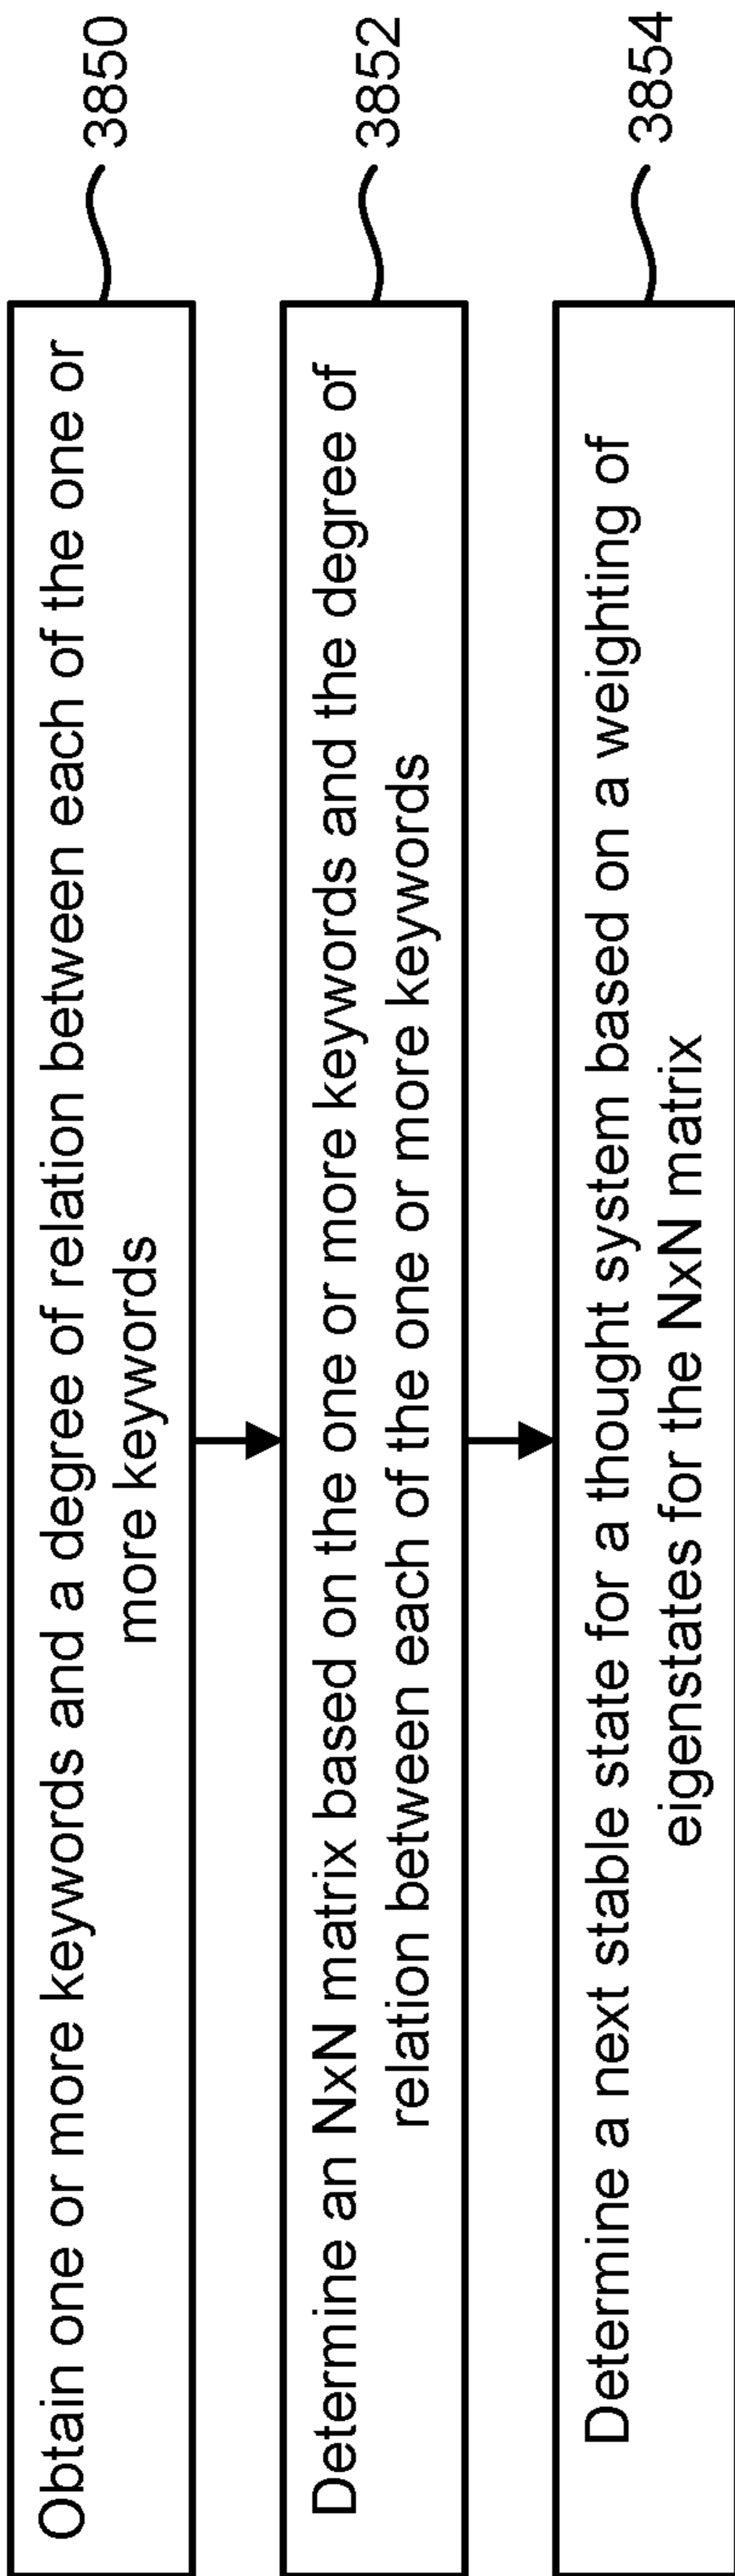 Obtain one or more keywords and a degree of relation between each of the one or
more keywords
3850
Determine an NxN matrix based on the one or more keywords and the degree of
relation between each of the one or more keywords
3852
Determine a next stable state for a thought system based on a weighting of
eigenstates for the NxN matrix
3854